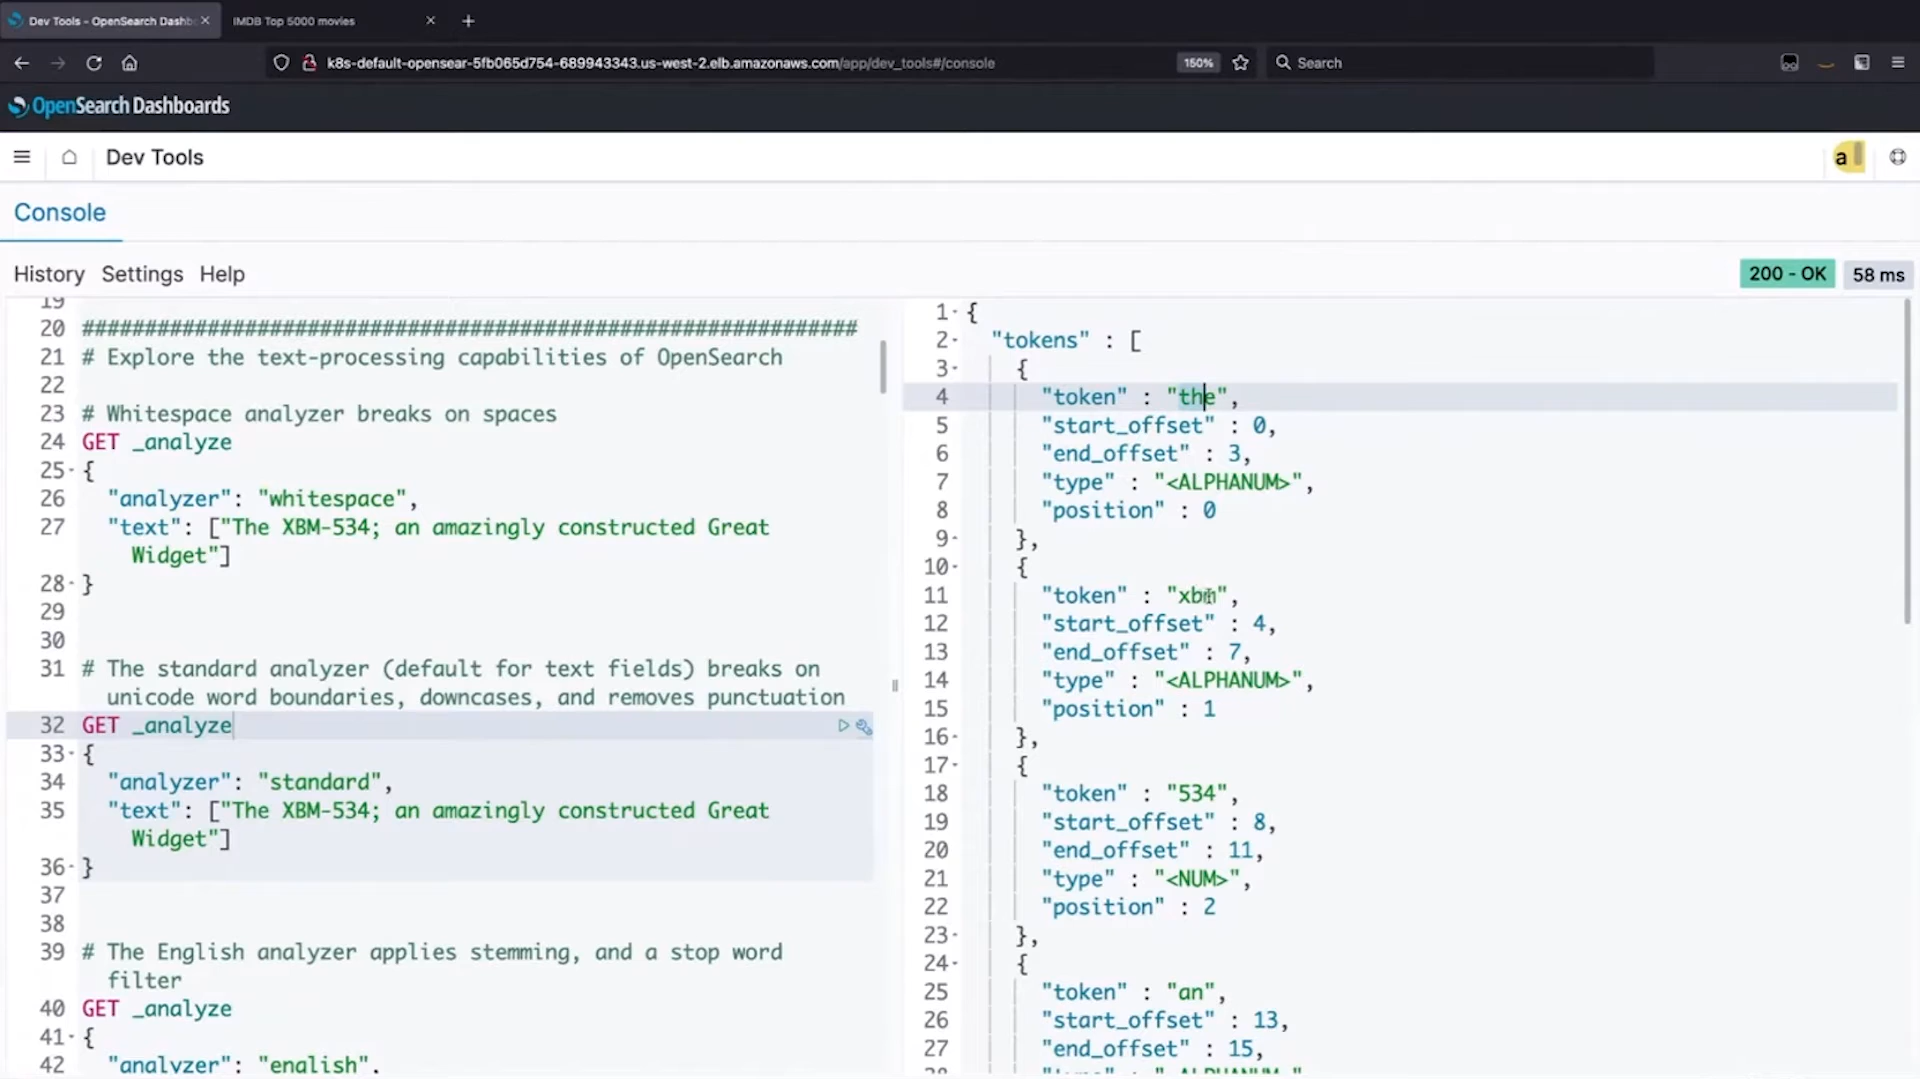 Dev Tools - OpenSearch Dashb
IMDB Top 5000 movies
k8s-default-opensear-5fb065d754-689943343.us-west-2.elb.amazonaws.com/app/dev_tools#/console
150%
Search
OpenSearch Dashboards
Dev Tools
a
Console
History Settings Help
200 - OK
58 ms
19
20 ##############################################################
21 # Explore the text-processing capabilities of OpenSearch
22
23 # Whitespace analyzer breaks on spaces
24 GET _analyze
25 {
26 "analyzer": "whitespace",
27 "text": ["The XBM-534; an amazingly constructed Great
Widget"]
28 }
29
30
31 # The standard analyzer (default for text fields) breaks on
unicode word boundaries, downcases, and removes punctuation
32 GET _analyze
33 {
34 "analyzer": "standard",
35 "text": ["The XBM-534; an amazingly constructed Great
Widget"]
36 }
37
38
39 # The English analyzer applies stemming, and a stop word
filter
40 GET _analyze
41 {
42 "analyzer": "english",
1 {
2 "tokens" : [
3 {
4 "token" : "the",
5 "start_offset" : 0,
6 "end_offset" : 3,
7 "type" : "<ALPHANUM>",
8 "position" : 0
9 },
10 {
11 "token" : "xbm",
12 "start_offset" : 4,
13 "end_offset" : 7,
14 "type" : "<ALPHANUM>",
15 "position" : 1
16 },
17 {
18 "token" : "534",
19 "start_offset" : 8,
20 "end_offset" : 11,
21 "type" : "<NUM>",
22 "position" : 2
23 },
24 {
25 "token" : "an",
26 "start_offset" : 13,
27 "end_offset" : 15,
28 "type" : "<ALPHANUM>",